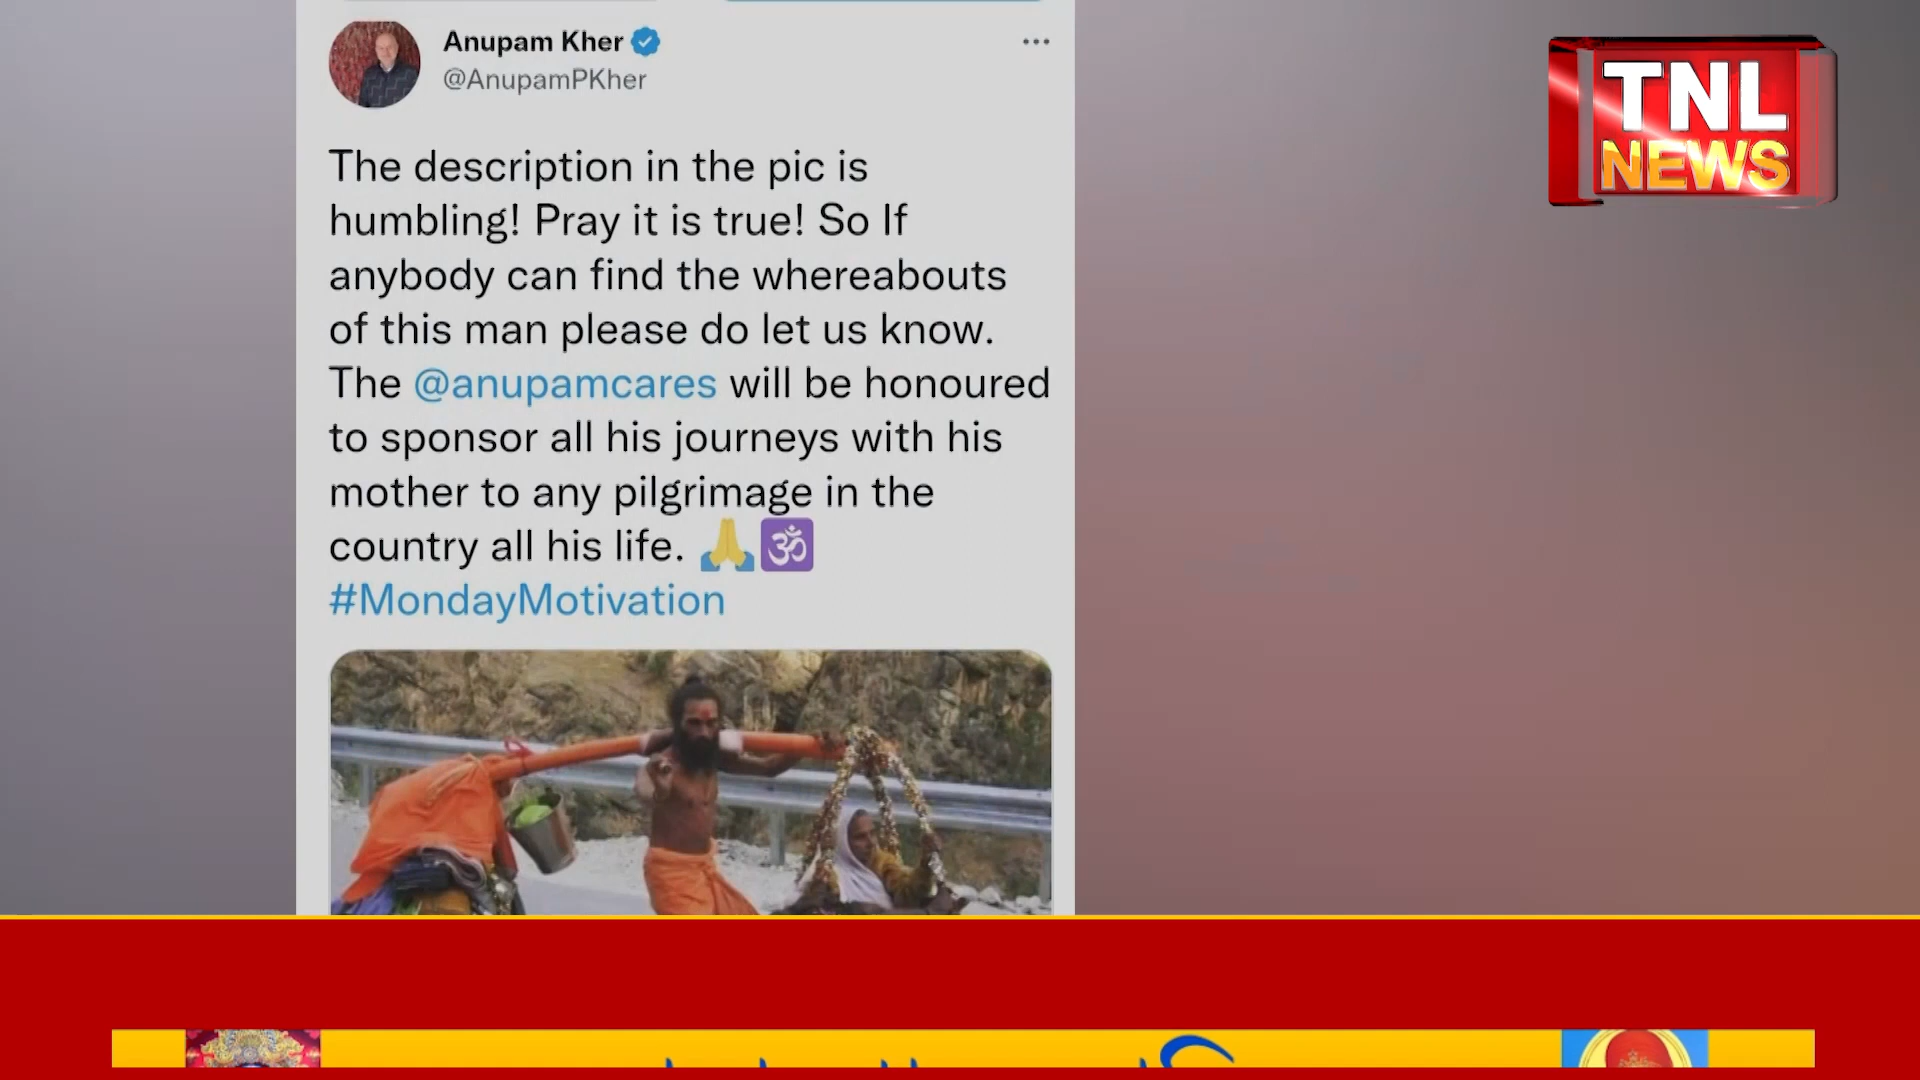 Anupam Kher
@AnupamPKher
The description in the pic is
humbling! Pray it is true! So If
anybody can find the whereabouts
of this man please do let us know.
The @anupamcares will be honoured
to sponsor all his journeys with his
mother to any pilgrimage in the
country all his life. 🙏🕉
#MondayMotivation
TNL
NEWS